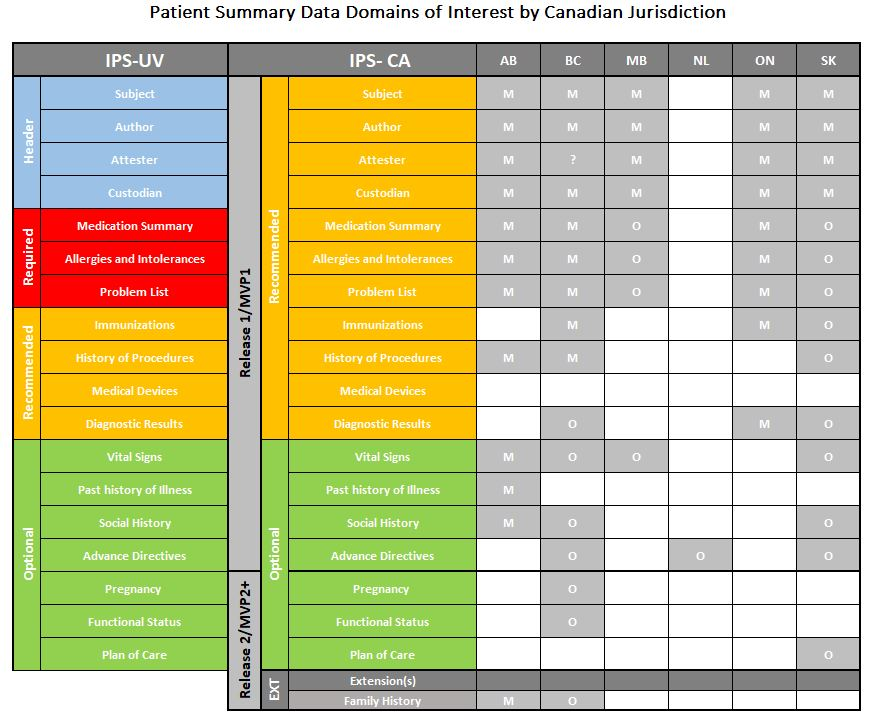 Patient Summary Data Domains of Interest by Canadian Jurisdiction
IPS-UV IPS- CA AB BC MB NL ON SK
Header
Release 1/MVP1
Recommended
Subject Subject M M M M M
Author Author M M M M M
Attester Attester M ? M M M
Custodian Custodian M M M M M
Required
Medication Summary Medication Summary M M O M O
Allergies and Intolerances Allergies and Intolerances M M O M O
Problem List Problem List M M O M O
Recommended
Immunizations Immunizations M M O
History of Procedures History of Procedures M M O
Medical Devices Medical Devices
Diagnostic Results Diagnostic Results O M O
Optional
Optional
Vital Signs Vital Signs M O O O
Past history of Illness Past history of Illness M
Social History Social History M O O
Advance Directives Advance Directives O O O
Release 2/MVP2+
Pregnancy Pregnancy O
Functional Status Functional Status O
Plan of Care Plan of Care O
EXT
Extension(s)
Family History M O